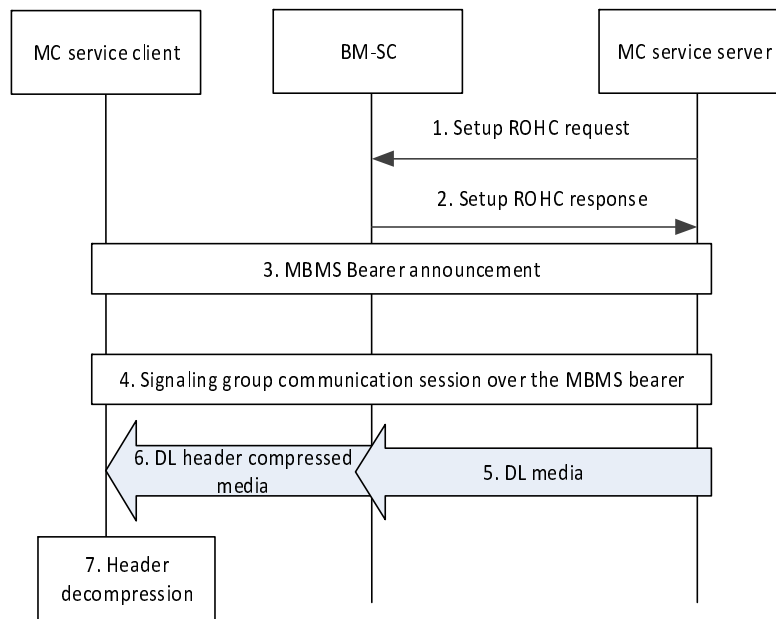 MC service client
BM-SC
MC service server
1. Setup ROHC request
2. Setup ROHC response
3. MBMS Bearer announcement
4. Signaling group communication session over the MBMS bearer
6. DL header compressed
media
5. DL media
7. Header
decompression